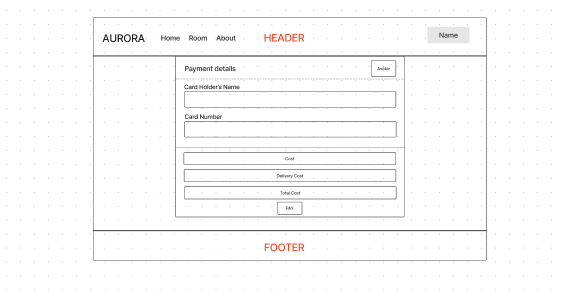 AURORA Home Room About HEADER Name
Payment details
Card Holder's Name
Card Number
Cost
Delivery Cost
Total Cost
PAY
FOOTER